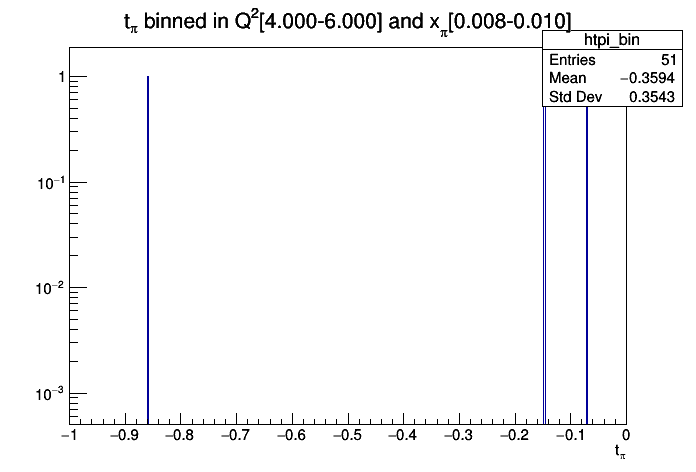 t_π binned in Q²[4.000-6.000] and x_π[0.008-0.010]
htpi_bin
Entries 51
Mean −0.3594
Std Dev 0.3543
1
10⁻¹
10⁻²
10⁻³
−1 −0.9 −0.8 −0.7 −0.6 −0.5 −0.4 −0.3 −0.2 −0.1 0
t_π